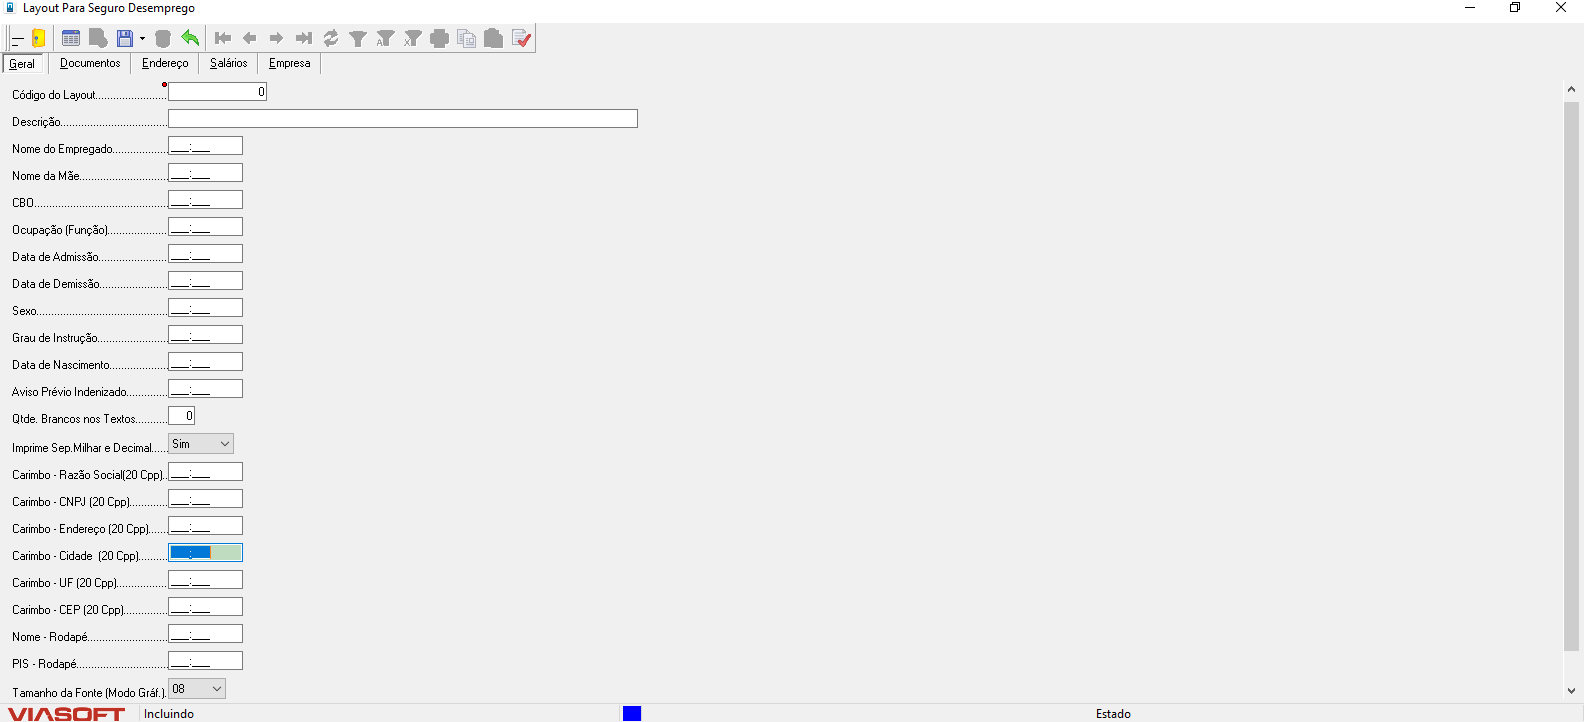 Layout Para Seguro Desemprego
Geral Documentos Endereço Salários Empresa
Código do Layout........................ 0
Descrição....................................
Nome do Empregado................... ___:___
Nome da Mãe.............................. ___:___
CBO............................................. ___:___
Ocupação (Função).................... ___:___
Data de Admissão....................... ___:___
Data de Demissão....................... ___:___
Sexo............................................ ___:___
Grau de Instrução........................ ___:___
Data de Nascimento.................... ___:___
Aviso Prévio Indenizado.............. ___:___
Qtde. Brancos nos Textos........... 0
Imprime Sep.Milhar e Decimal...... Sim
Carimbo - Razão Social(20 Cpp).. ___:___
Carimbo - CNPJ (20 Cpp)............. ___:___
Carimbo - Endereço (20 Cpp)....... ___:___
Carimbo - Cidade  (20 Cpp).......... ___:___
Carimbo - UF (20 Cpp)................. ___:___
Carimbo - CEP (20 Cpp)............... ___:___
Nome - Rodapé........................... ___:___
PIS - Rodapé............................... ___:___
Tamanho da Fonte (Modo Gráf.). 08
VIASOFT Incluindo Estado